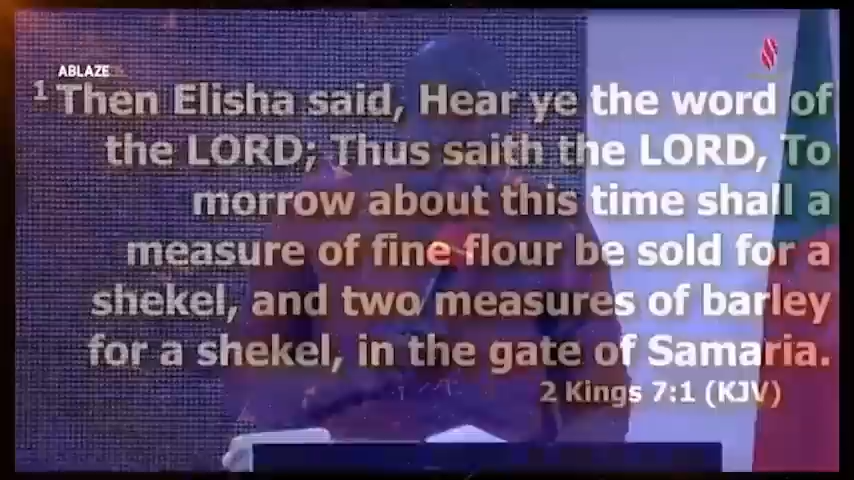 ABLAZE
1 Then Elisha said, Hear ye the word of
the LORD; Thus saith the LORD, To
morrow about this time shall a
measure of fine flour be sold for a
shekel, and two measures of barley
for a shekel, in the gate of Samaria.
2 Kings 7:1 (KJV)